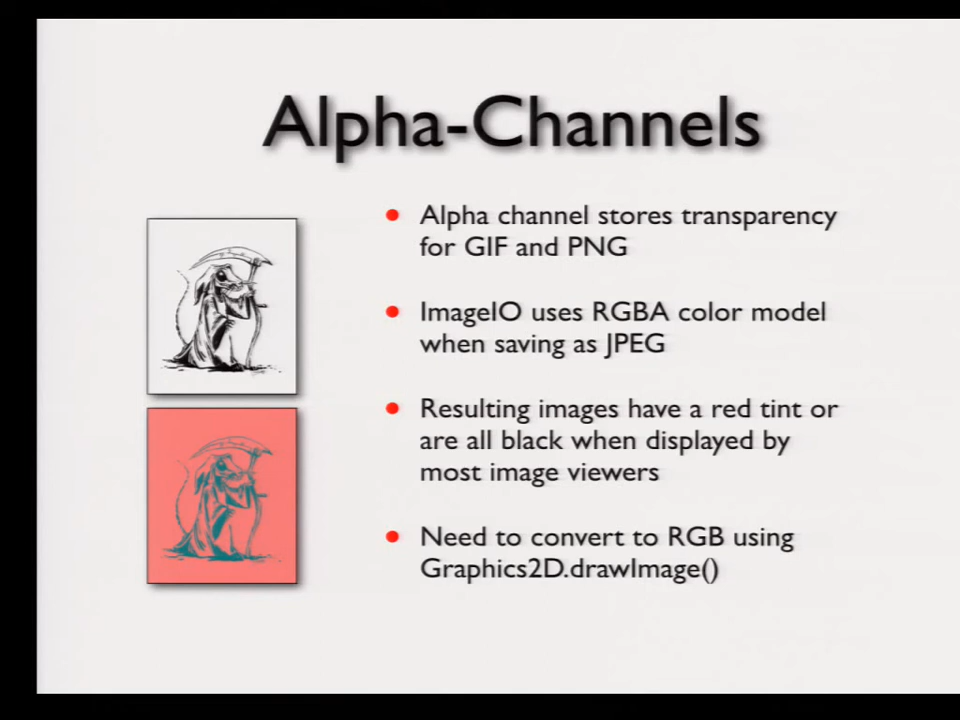 Alpha-Channels
Alpha channel stores transparency
for GIF and PNG
ImageIO uses RGBA color model
when saving as JPEG
Resulting images have a red tint or
are all black when displayed by
most image viewers
Need to convert to RGB using
Graphics2D.drawImage()